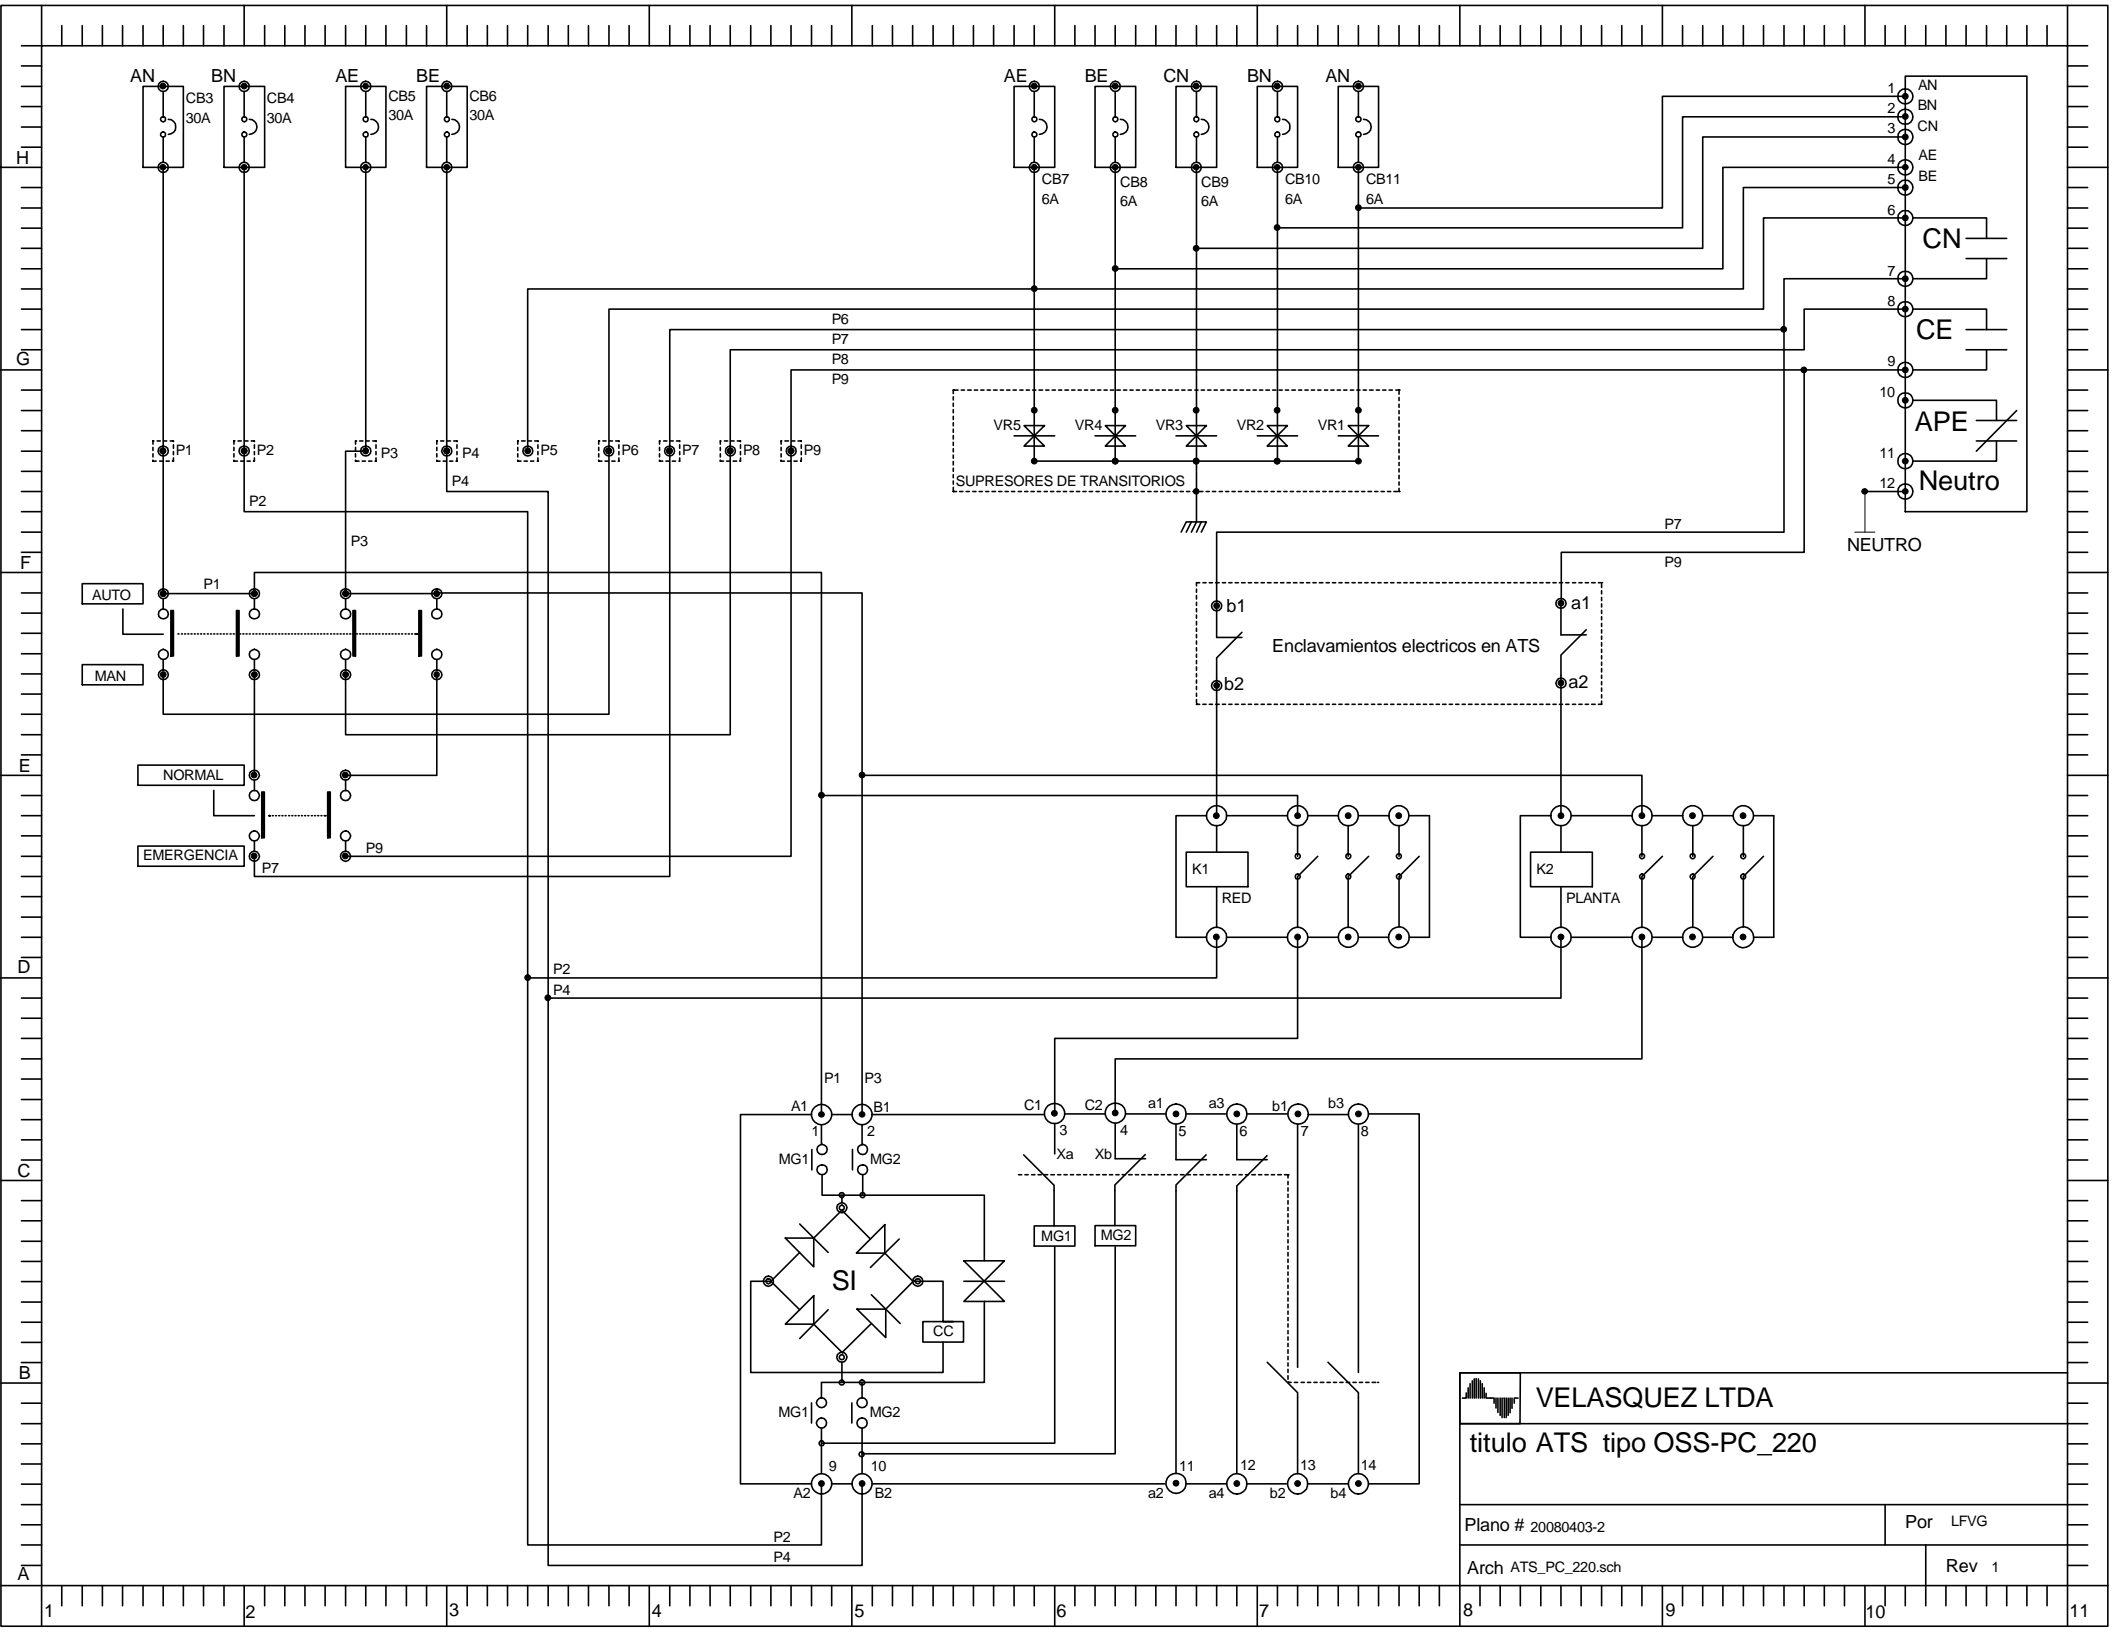 AN BN AE BE AE BE CN BN AN
CB3 CB4 CB5 CB6
30A 30A 30A 30A
CB7 CB8 CB9 CB10 CB11
6A 6A 6A 6A 6A
1 AN
2 BN
3 CN
4 AE
5 BE
6
CN
7
8
CE
9
10
APE
11
Neutro
12
NEUTRO
P6
P7
P8
P9
VR5 VR4 VR3 VR2 VR1
SUPRESORES DE TRANSITORIOS
P1 P2 P3 P4 P5 P6 P7 P8 P9
P4
P2
P3
P7
P9
P1
AUTO
MAN
b1 a1
Enclavamientos electricos en ATS
b2 a2
NORMAL
EMERGENCIA
P9
P7
K1
RED
K2
PLANTA
P2
P4
P1 P3
A1 B1 C1 C2 a1 a3 b1 b3
1 2 3 4 5 6 7 8
MG1 MG2 Xa Xb
MG1 MG2
SI
CC
MG1 MG2
9 10 11 12 13 14
A2 B2 a2 a4 b2 b4
P2
P4
VELASQUEZ LTDA
titulo ATS tipo OSS-PC_220
Plano # 20080403-2
Por LFVG
Arch ATS_PC_220.sch
Rev 1
H
G
F
E
D
C
B
A
1 2 3 4 5 6 7 8 9 10 11